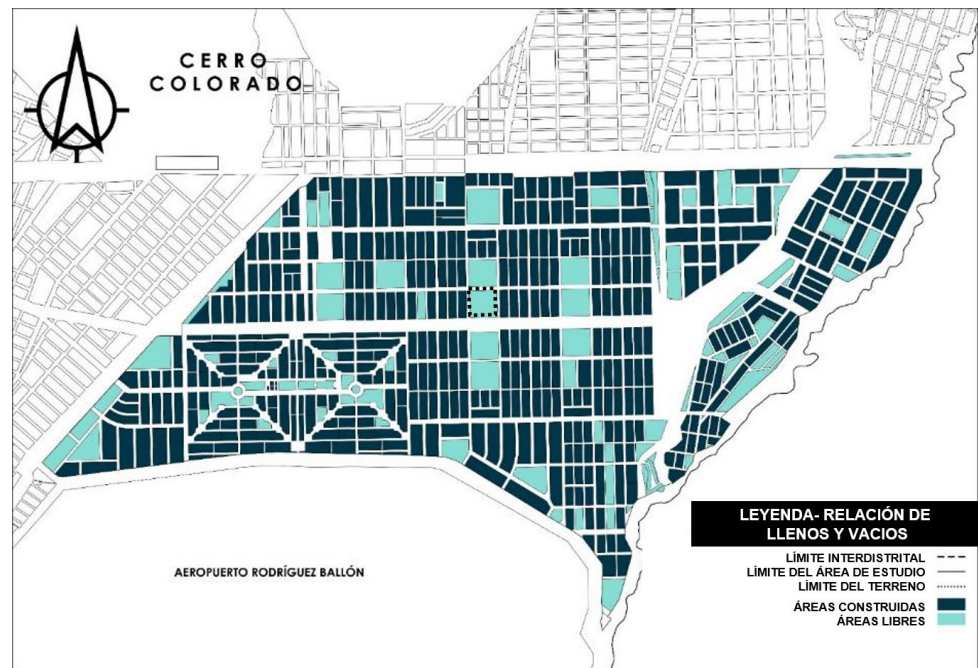 CERRO
COLORADO
AEROPUERTO RODRÍGUEZ BALLÓN
LEYENDA- RELACIÓN DE
LLENOS Y VACIOS
LÍMITE INTERDISTRITAL
LÍMITE DEL ÁREA DE ESTUDIO
LÍMITE DEL TERRENO
ÁREAS CONSTRUIDAS
ÁREAS LIBRES